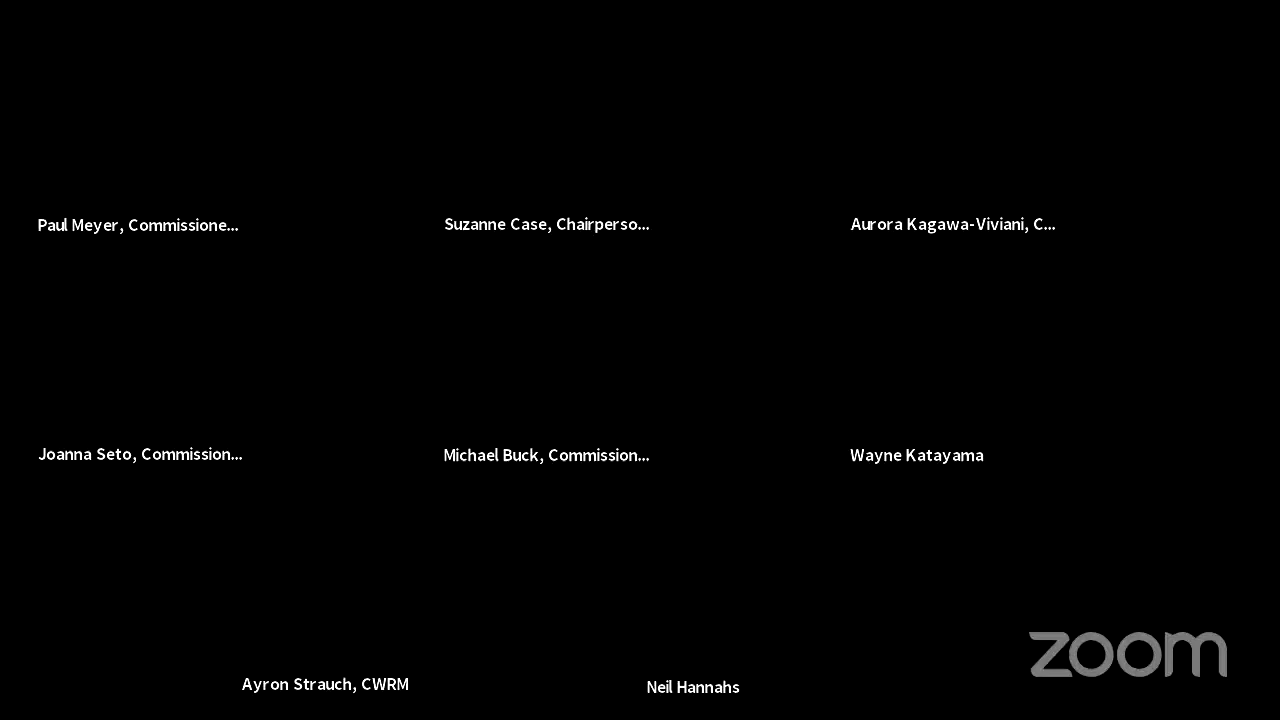 Paul Meyer, Commissione...
Suzanne Case, Chairperso...
Aurora Kagawa-Viviani, C...
Joanna Seto, Commission...
Michael Buck, Commission...
Wayne Katayama
Ayron Strauch, CWRM
Neil Hannahs
zoom